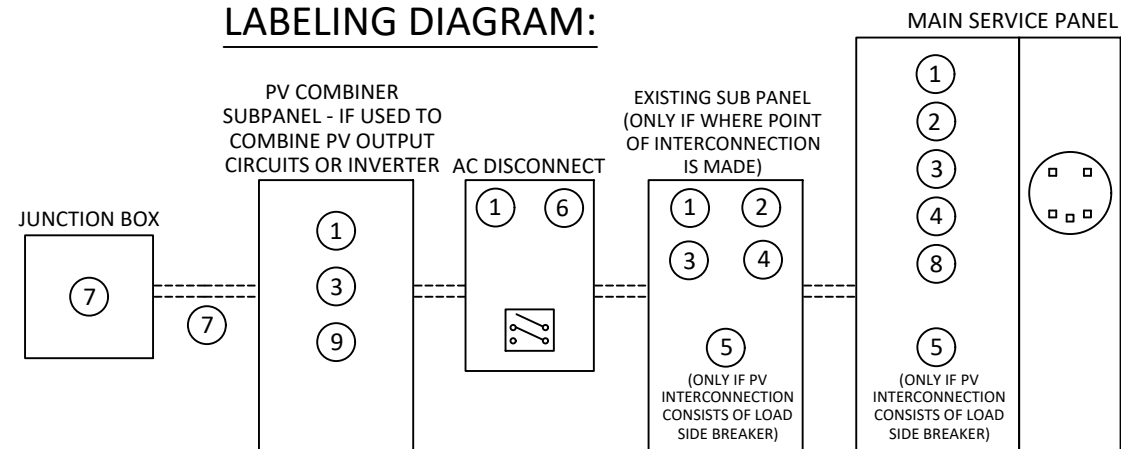 LABELING DIAGRAM:
JUNCTION BOX
7
7
PV COMBINER
SUBPANEL - IF USED TO
COMBINE PV OUTPUT
CIRCUITS OR INVERTER
1
3
9
AC DISCONNECT
1 6
EXISTING SUB PANEL
(ONLY IF WHERE POINT
OF INTERCONNECTION
IS MADE)
1 2
3 4
5
(ONLY IF PV
INTERCONNECTION
CONSISTS OF LOAD
SIDE BREAKER)
MAIN SERVICE PANEL
1
2
3
4
8
5
(ONLY IF PV
INTERCONNECTION
CONSISTS OF LOAD
SIDE BREAKER)